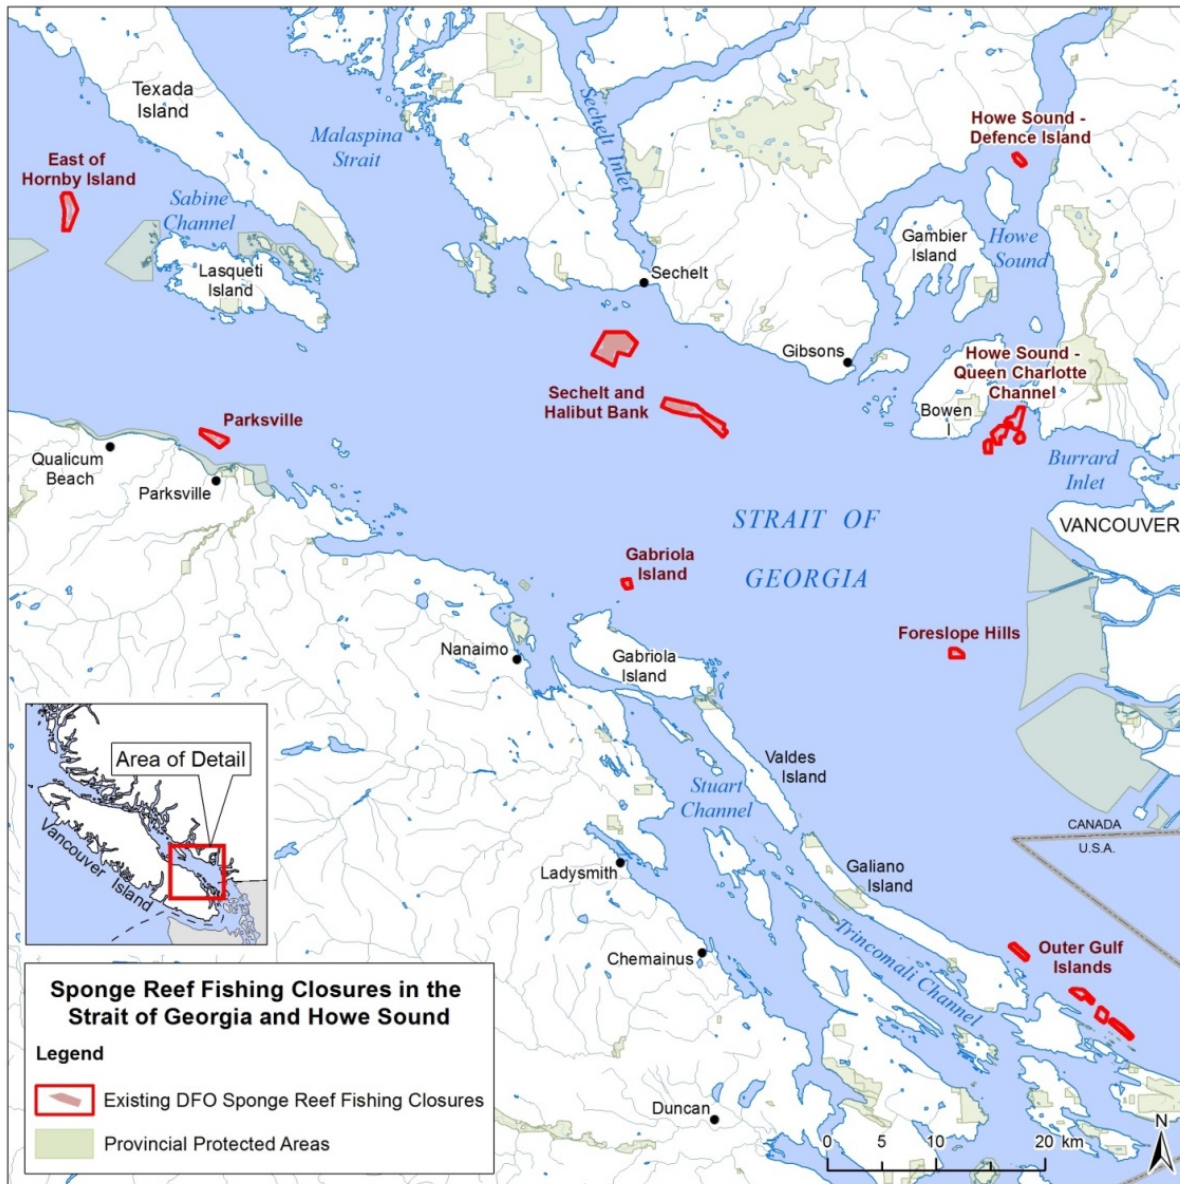 Texada
Island
Malaspina
Strait
Sechelt Inlet
Howe Sound -
Defence Island
East of
Hornby Island
Sabine
Channel
Lasqueti
Island
Sechelt
Gambier
Island
Howe
Sound
Gibsons
Howe Sound -
Queen Charlotte
Channel
Sechelt and
Halibut Bank
Bowen
I
Parksville
Qualicum
Beach
Parksville
Burrard
Inlet
STRAIT OF
GEORGIA
VANCOUVER
Gabriola
Island
Foreslope Hills
Nanaimo
Gabriola
Island
Valdes
Island
Stuart
Channel
Area of Detail
Vancouver Island
CANADA
U.S.A.
Ladysmith
Galiano
Island
Trincomali Channel
Chemainus
Outer Gulf
Islands
Sponge Reef Fishing Closures in the
Strait of Georgia and Howe Sound
Legend
Existing DFO Sponge Reef Fishing Closures
Provincial Protected Areas
Duncan
N
0 5 10 20 km